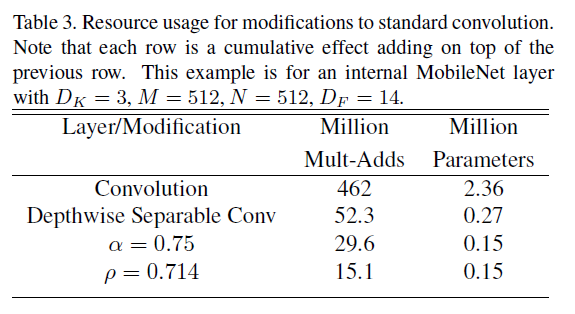 Table 3. Resource usage for modifications to standard convolution.
Note that each row is a cumulative effect adding on top of the
previous row. This example is for an internal MobileNet layer
with D_K = 3, M = 512, N = 512, D_F = 14.
Layer/Modification Million Million
Mult-Adds Parameters
Convolution 462 2.36
Depthwise Separable Conv 52.3 0.27
α = 0.75 29.6 0.15
ρ = 0.714 15.1 0.15